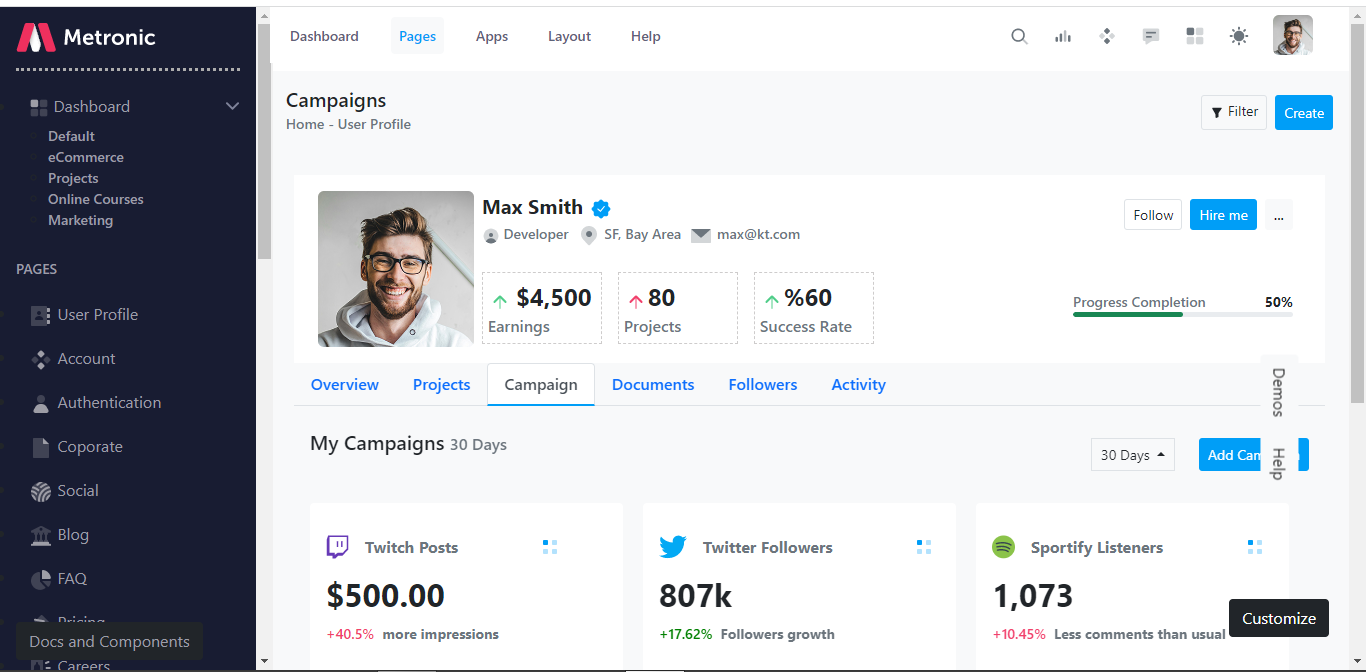 Metronic
Dashboard
Default
eCommerce
Projects
Online Courses
Marketing
PAGES
User Profile
Account
Authentication
Coporate
Social
Blog
FAQ
Pricing
Docs and Components
Careers
Dashboard Pages Apps Layout Help
Campaigns
Home - User Profile
Filter Create
Max Smith
Developer SF, Bay Area max@kt.com
Follow Hire me ...
$4,500 80 %60
Earnings Projects Success Rate
Progress Completion 50%
Overview Projects Campaign Documents Followers Activity
Demos
My Campaigns 30 Days
30 Days Add Cam
Help
Twitch Posts
$500.00
+40.5% more impressions
Twitter Followers
807k
+17.62% Followers growth
Sportify Listeners
1,073
+10.45% Less comments than usual
Customize